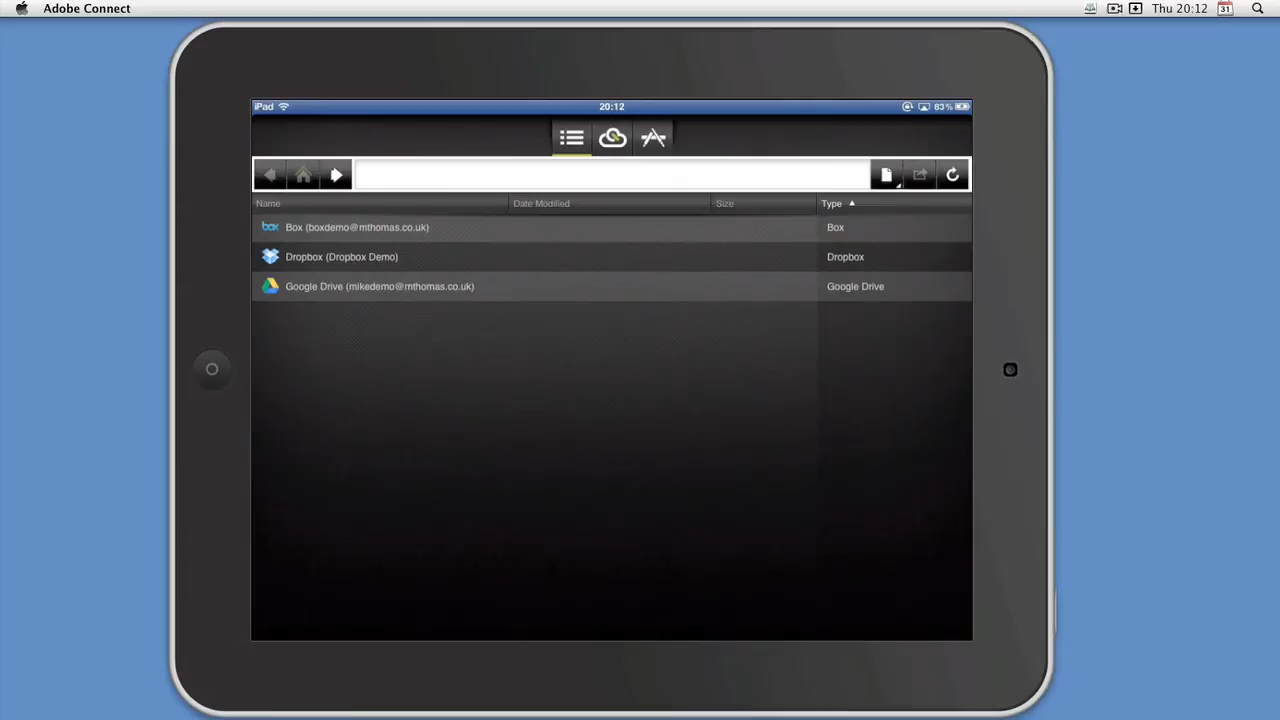 Adobe Connect
Thu 20:12
31
iPad
20:12
83%
Name Date Modified Size Type
box Box (boxdemo@mthomas.co.uk) Box
Dropbox (Dropbox Demo) Dropbox
Google Drive (mikedemo@mthomas.co.uk) Google Drive